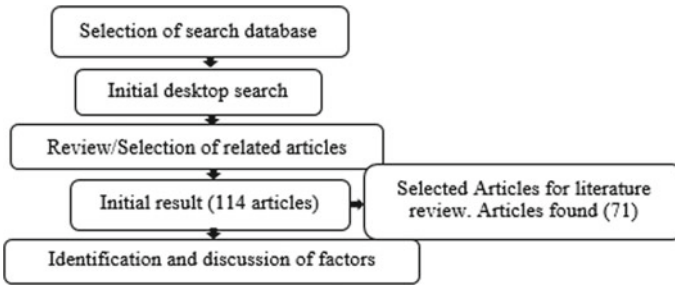 Selection of search database
Initial desktop search
Review/Selection of related articles
Initial result (114 articles)
Selected Articles for literature
review. Articles found (71)
Identification and discussion of factors